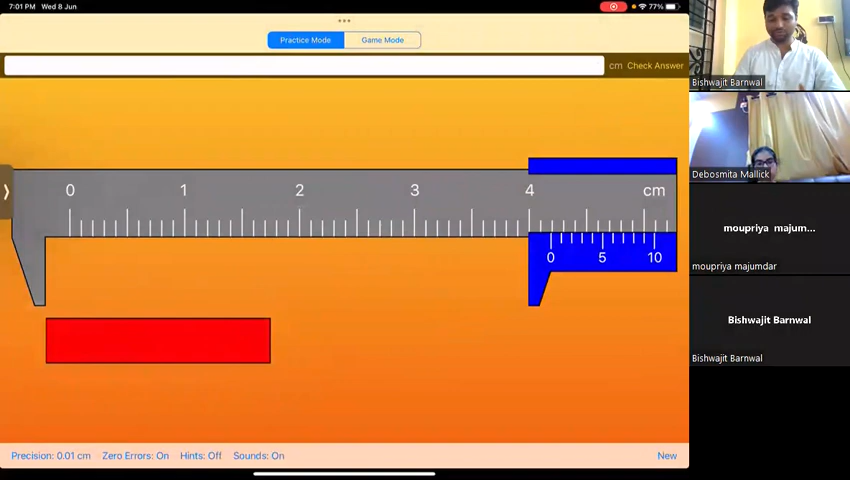 7:01 PM Wed 8 Jun 77%
Practice Mode Game Mode
cm Check Answer
0 1 2 3 4 cm
0 5 10
Precision: 0.01 cm Zero Errors: On Hints: Off Sounds: On New
Bishwajit Barnwal
Debosmita Mallick
moupriya majum...
moupriya majumdar
Bishwajit Barnwal
Bishwajit Barnwal